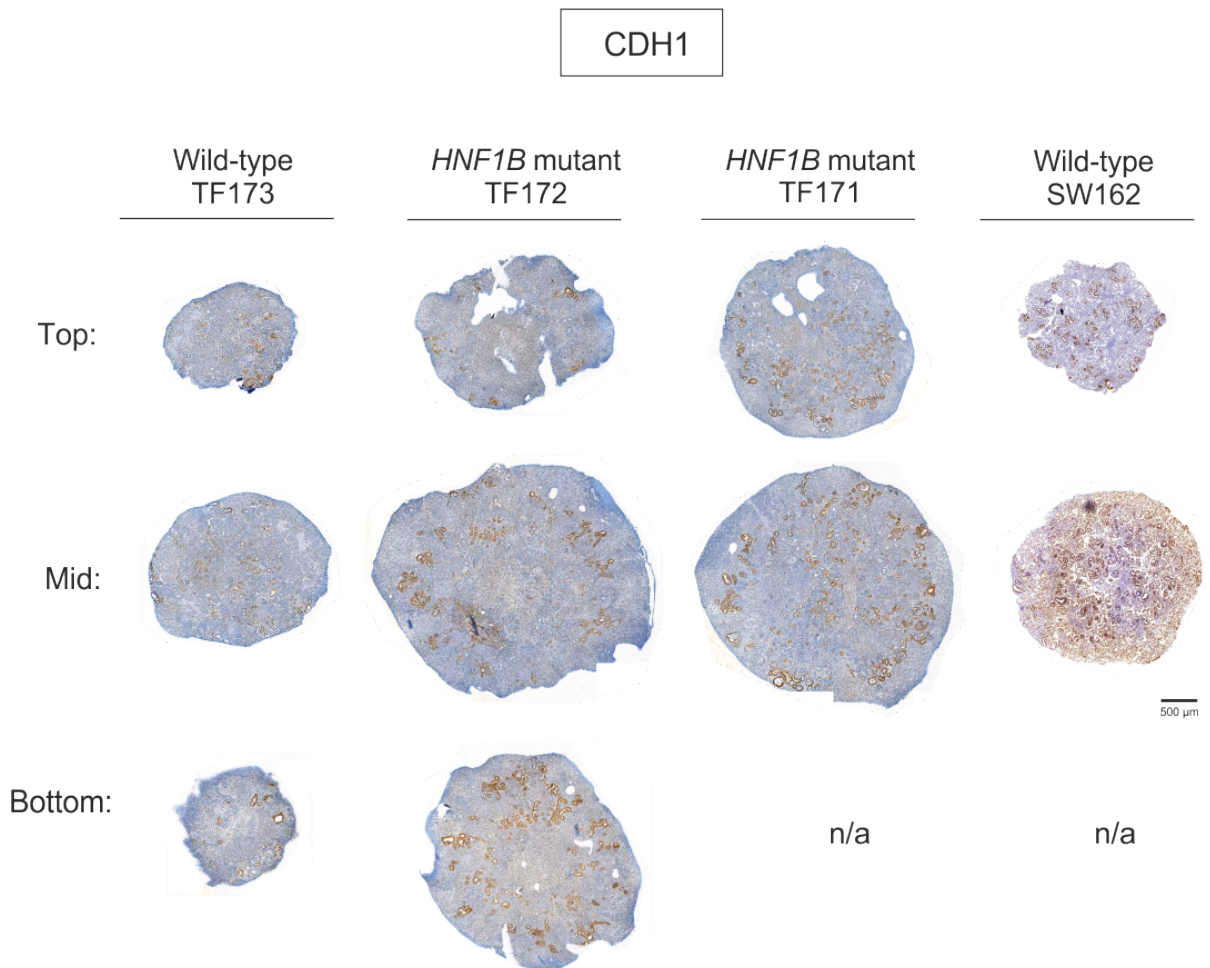 CDH1
Wild-type
TF173
HNF1B mutant
TF172
HNF1B mutant
TF171
Wild-type
SW162
Top:
Mid:
500 µm
Bottom:
n/a
n/a